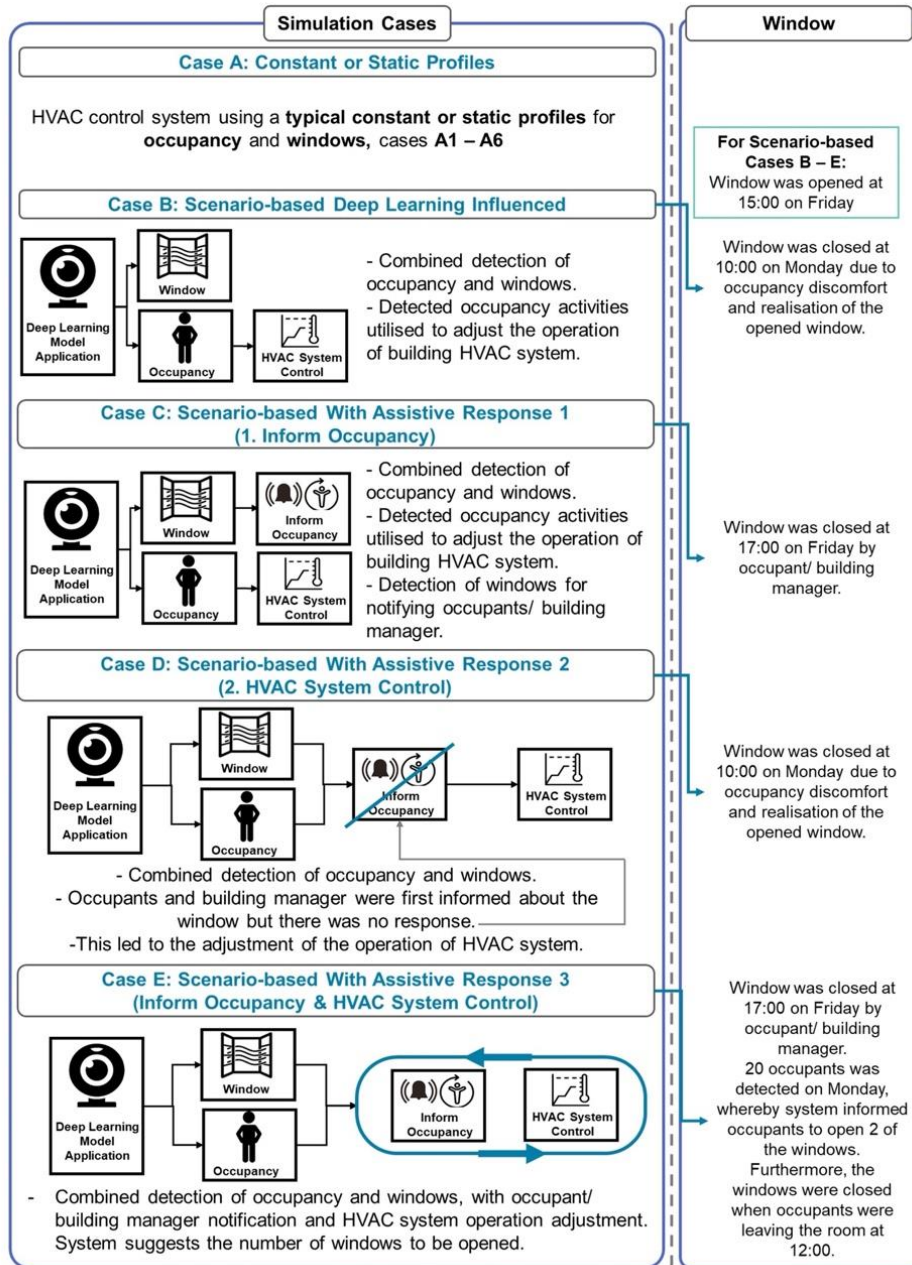 Simulation Cases
Window
Case A: Constant or Static Profiles
HVAC control system using a typical constant or static profiles for
occupancy and windows, cases A1 – A6
For Scenario-based
Cases B – E:
Window was opened at
15:00 on Friday
Case B: Scenario-based Deep Learning Influenced
Deep Learning
Model
Application
Window
Occupancy
HVAC System
Control
- Combined detection of
occupancy and windows.
- Detected occupancy activities
utilised to adjust the operation
of building HVAC system.
Window was closed at
10:00 on Monday due to
occupancy discomfort
and realisation of the
opened window.
Case C: Scenario-based With Assistive Response 1
(1. Inform Occupancy)
Deep Learning
Model
Application
Window
Inform
Occupancy
Occupancy
HVAC System
Control
- Combined detection of
occupancy and windows.
- Detected occupancy activities
utilised to adjust the operation of
building HVAC system.
- Detection of windows for
notifying occupants/ building
manager.
Window was closed at
17:00 on Friday by
occupant/ building
manager.
Case D: Scenario-based With Assistive Response 2
(2. HVAC System Control)
Deep Learning
Model
Application
Window
Occupancy
Inform
Occupancy
HVAC System
Control
- Combined detection of occupancy and windows.
- Occupants and building manager were first informed about the
window but there was no response.
-This led to the adjustment of the operation of HVAC system.
Window was closed at
10:00 on Monday due to
occupancy discomfort
and realisation of the
opened window.
Case E: Scenario-based With Assistive Response 3
(Inform Occupancy & HVAC System Control)
Deep Learning
Model
Application
Window
Occupancy
Inform
Occupancy
HVAC System
Control
- Combined detection of occupancy and windows, with occupant/
building manager notification and HVAC system operation adjustment.
System suggests the number of windows to be opened.
Window was closed at
17:00 on Friday by
occupant/ building
manager.
20 occupants was
detected on Monday,
whereby system informed
occupants to open 2 of
the windows.
Furthermore, the
windows were closed
when occupants were
leaving the room at
12:00.